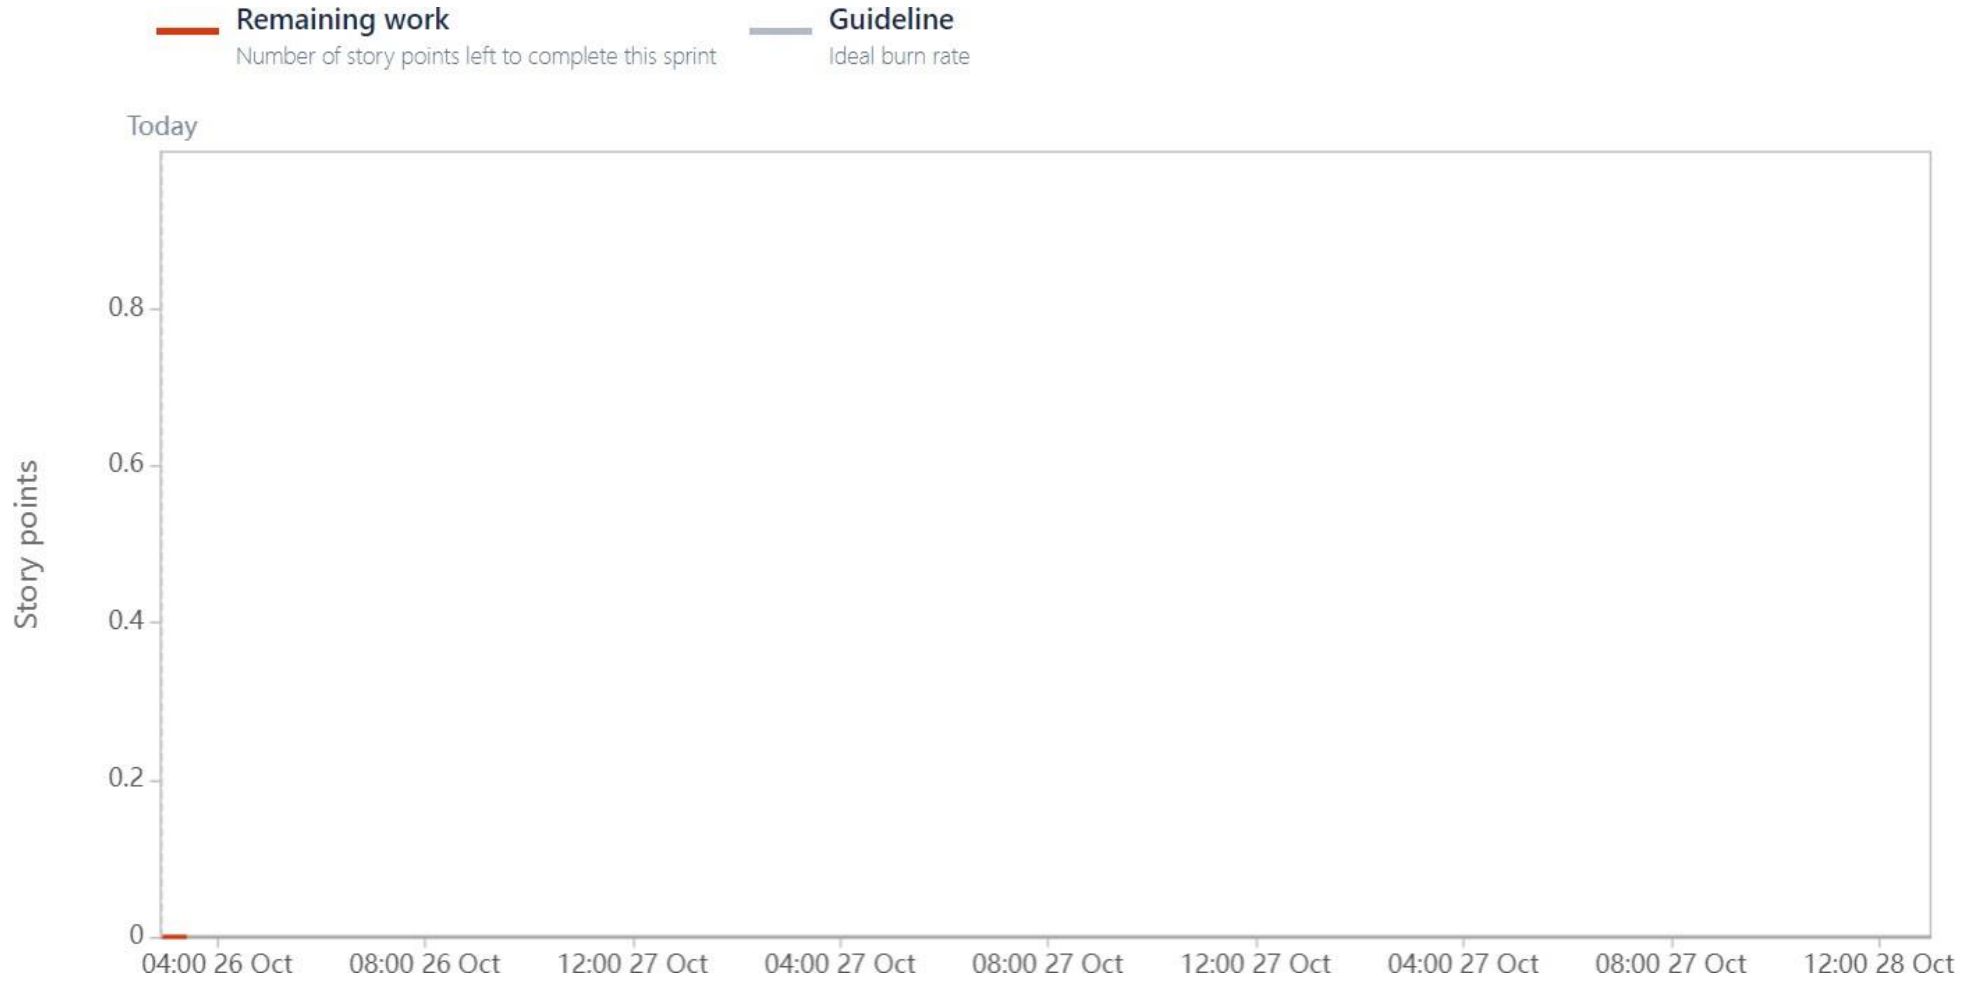 Remaining work
Number of story points left to complete this sprint
Guideline
Ideal burn rate
Today
0.8
0.6
0.4
0.2
0
Story points
04:00 26 Oct
08:00 26 Oct
12:00 27 Oct
04:00 27 Oct
08:00 27 Oct
12:00 27 Oct
04:00 27 Oct
08:00 27 Oct
12:00 28 Oct